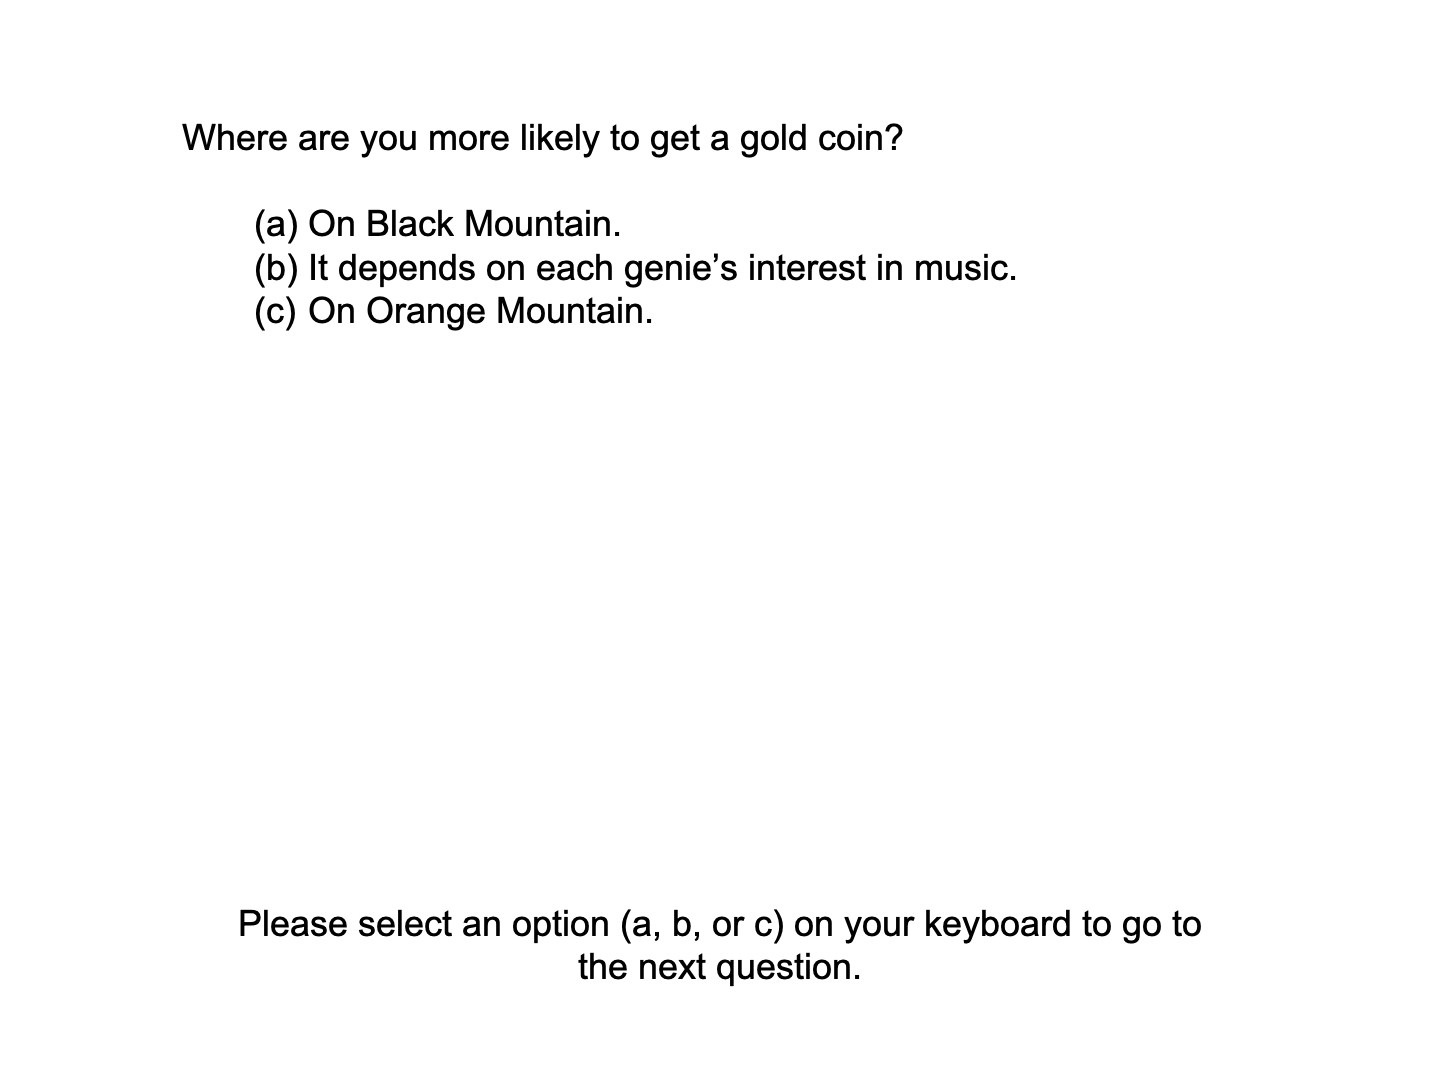 Where are you more likely to get a gold coin?
(a) On Black Mountain.
(b) It depends on each genie’s interest in music.
(c) On Orange Mountain.
Please select an option (a, b, or c) on your keyboard to go to
the next question.